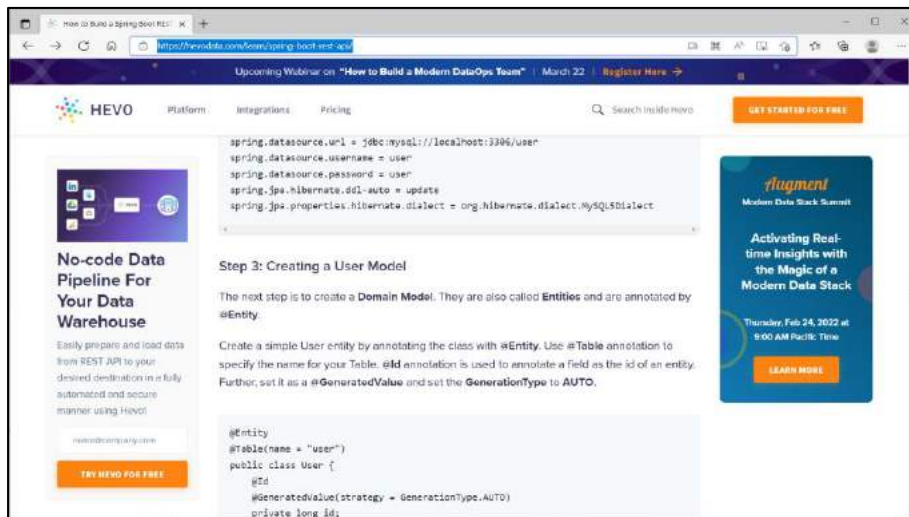 How to Build a Spring Boot REST
https://hevodata.com/learn/spring-boot-rest-api/
Upcoming Webinar on "How to Build a Modern DataOps Team" | March 22 | Register Here →
HEVO
Platform
Integrations
Pricing
Search inside Hevo
GET STARTED FOR FREE
spring.datasource.url = jdbc:mysql://localhost:3306/user
spring.datasource.username = user
spring.datasource.password = user
spring.jpa.hibernate.ddl-auto = update
spring.jpa.properties.hibernate.dialect = org.hibernate.dialect.MySQL5Dialect
No-code Data
Pipeline For
Your Data
Warehouse
Easily prepare and load data
from REST API to your
desired destination in a fully
automated and secure
manner using Hevo!
name@company.com
TRY HEVO FOR FREE
Step 3: Creating a User Model
The next step is to create a Domain Model. They are also called Entities and are annotated by
@Entity.
Create a simple User entity by annotating the class with @Entity. Use @Table annotation to
specify the name for your Table. @Id annotation is used to annotate a field as the id of an entity.
Further, set it as a @GeneratedValue and set the GenerationType to AUTO.
@Entity
@Table(name = "user")
public class User {
@Id
@GeneratedValue(strategy = GenerationType.AUTO)
private long id;
Augment
Modern Data Stack Summit
Activating Real-
time Insights with
the Magic of a
Modern Data Stack
Thursday, Feb 24, 2022 at
9:00 AM Pacific Time
LEARN MORE